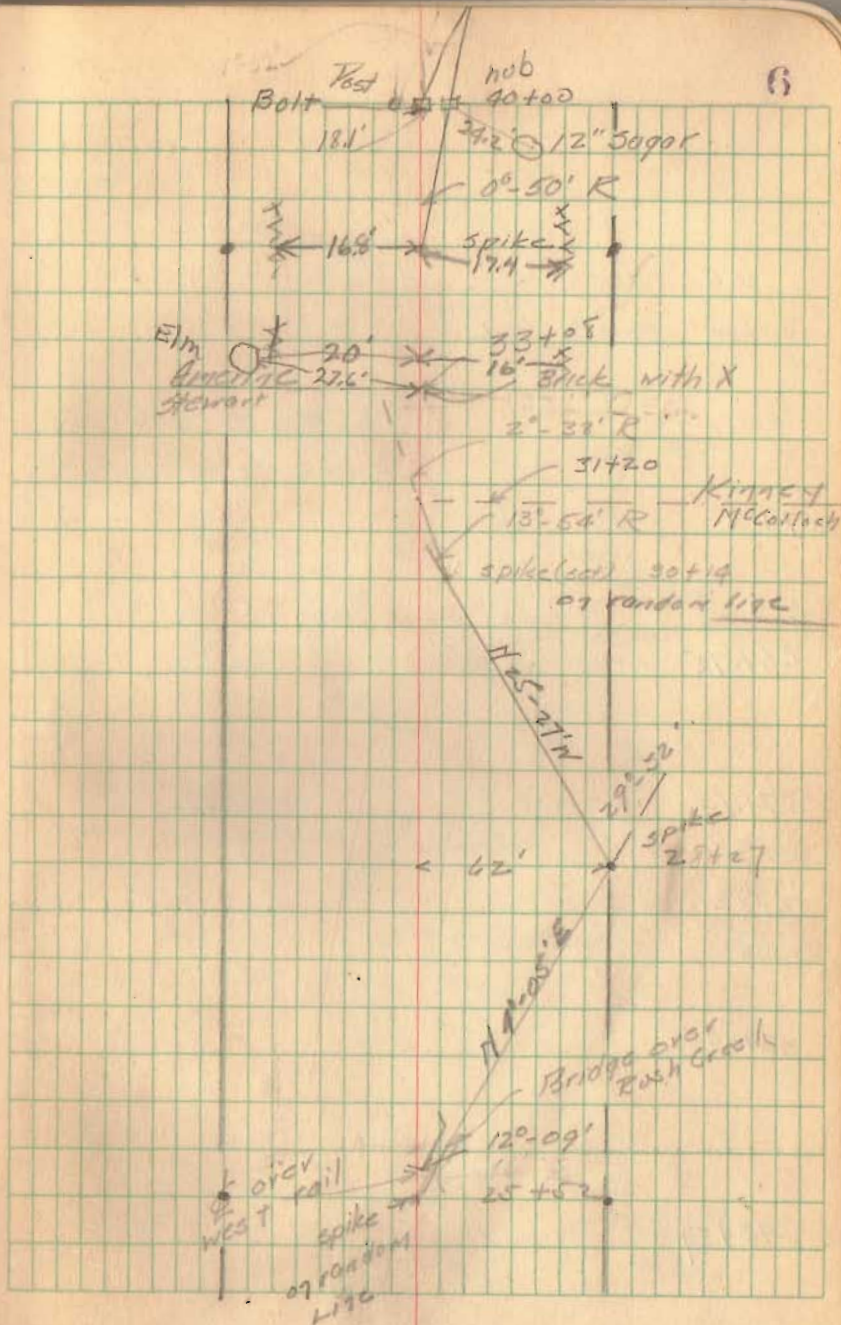 6
Post
hub
Bolt
40+00
18.1'
24.2'
12" Sugar
0°-50' R
16.8'
spike
17.4
33+08
Elm
20'
16'
27.6'
Brick with X
Stewart
31+20
Kinney
13°-54' R
McColloch
spike (set) 30+14
on random line
N 25-27' W
29°-32'
spike
28+27
62'
N 4°-05' E
Bridge over
Rush Creek
12°-09'
25+52
℄ over
west rail
spike
on random
Line